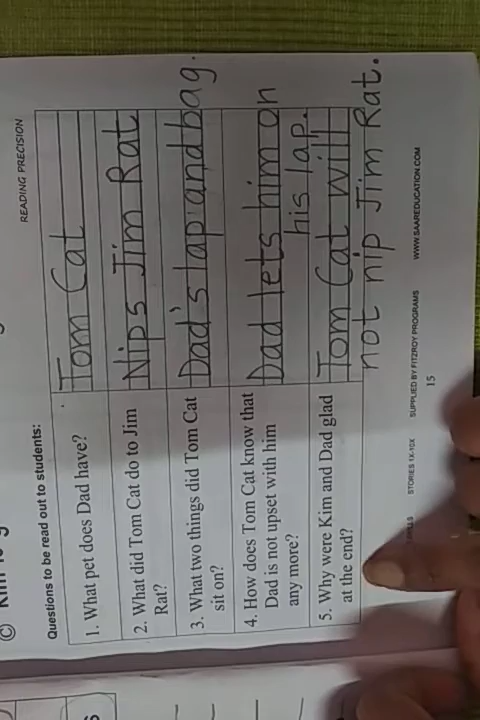 READING PRECISION
Questions to be read out to students:
1. What pet does Dad have?
Tom Cat
2. What did Tom Cat do to Jim
Rat?
Nips Jim Rat
3. What two things did Tom Cat
sit on?
Dad's lap and bag.
4. How does Tom Cat know that
Dad is not upset with him
any more?
Dad lets him on
his lap.
5. Why were Kim and Dad glad
at the end?
Tom Cat will
not nip Jim Rat.
STORIES 1X-10X SUPPLIED BY FITZROY PROGRAMS WWW.SAAREDUCATION.COM
15